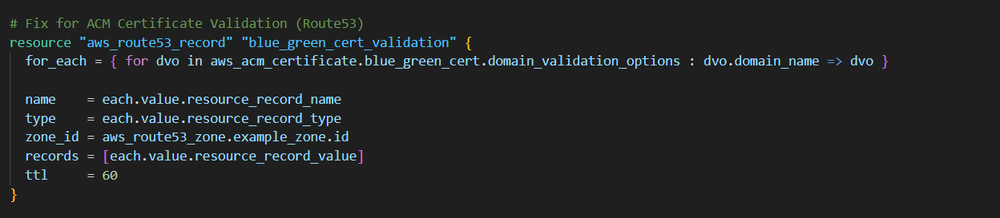 # Fix for ACM Certificate Validation (Route53)
resource "aws_route53_record" "blue_green_cert_validation" {
  for_each = { for dvo in aws_acm_certificate.blue_green_cert.domain_validation_options : dvo.domain_name => dvo }

  name    = each.value.resource_record_name
  type    = each.value.resource_record_type
  zone_id = aws_route53_zone.example_zone.id
  records = [each.value.resource_record_value]
  ttl     = 60
}